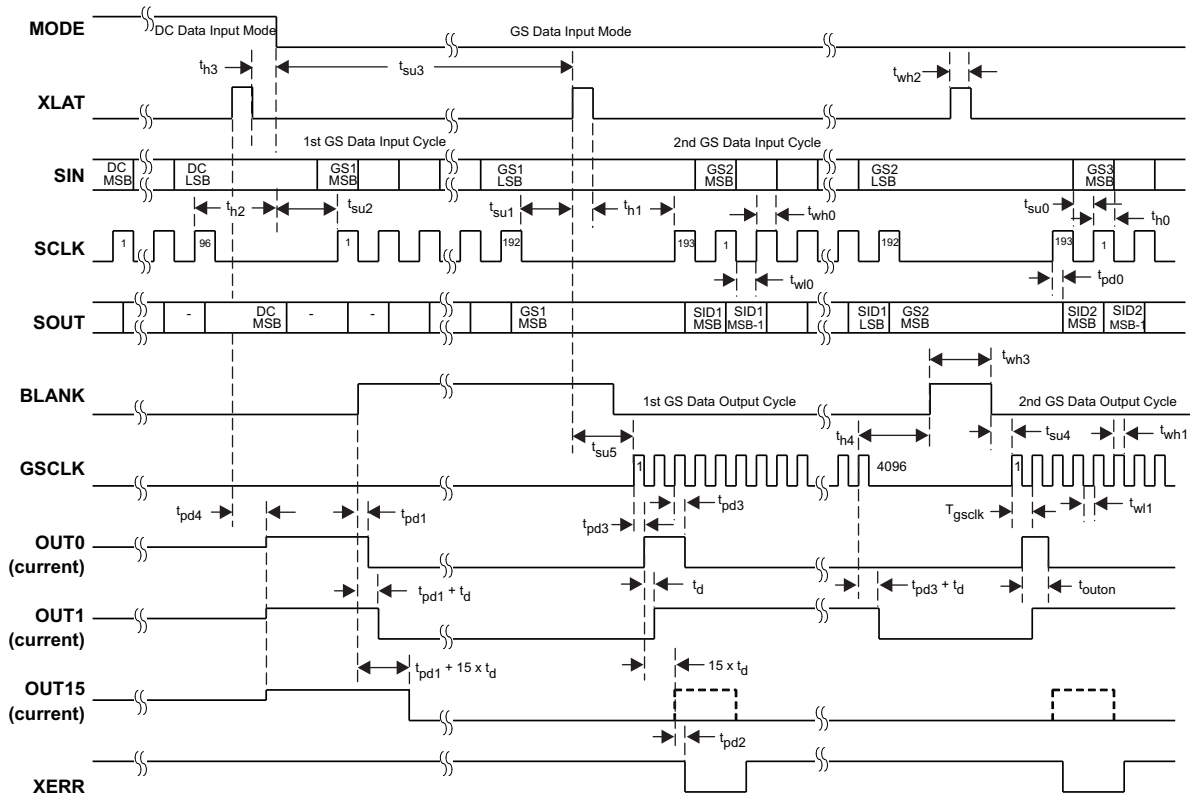 MODE
DC Data Input Mode
GS Data Input Mode
th3
tsu3
twh2
XLAT
1st GS Data Input Cycle
2nd GS Data Input Cycle
SIN
DC MSB
DC LSB
GS1 MSB
GS1 LSB
GS2 MSB
GS2 LSB
GS3 MSB
th2
tsu2
tsu1
th1
twh0
tsu0
th0
SCLK
1
96
1
192
193
1
192
193
1
twl0
tpd0
SOUT
-
DC MSB
-
-
GS1 MSB
SID1 MSB
SID1 MSB-1
SID1 LSB
GS2 MSB
SID2 MSB
SID2 MSB-1
twh3
BLANK
1st GS Data Output Cycle
2nd GS Data Output Cycle
tsu5
th4
tsu4
twh1
GSCLK
1
4096
1
tpd4
tpd1
tpd3
tpd3
Tgsclk
twl1
OUT0
(current)
tpd1 + td
td
tpd3 + td
touton
OUT1
(current)
tpd1 + 15 x td
15 x td
OUT15
(current)
tpd2
XERR